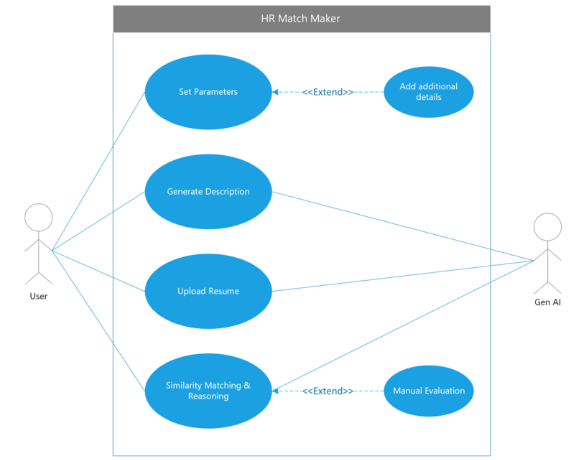 HR Match Maker
Set Parameters
<<Extend>>
Add additional
details
Generate Description
User
Upload Resume
Gen AI
Similarity Matching &
Reasoning
<<Extend>>
Manual Evaluation